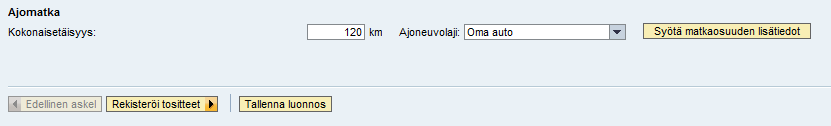 Ajomatka
Kokonaisetäisyys: 120 km Ajoneuvolaji: Oma auto Syötä matkaosuuden lisätiedot
Edellinen askel Rekisteröi tositteet Tallenna luonnos